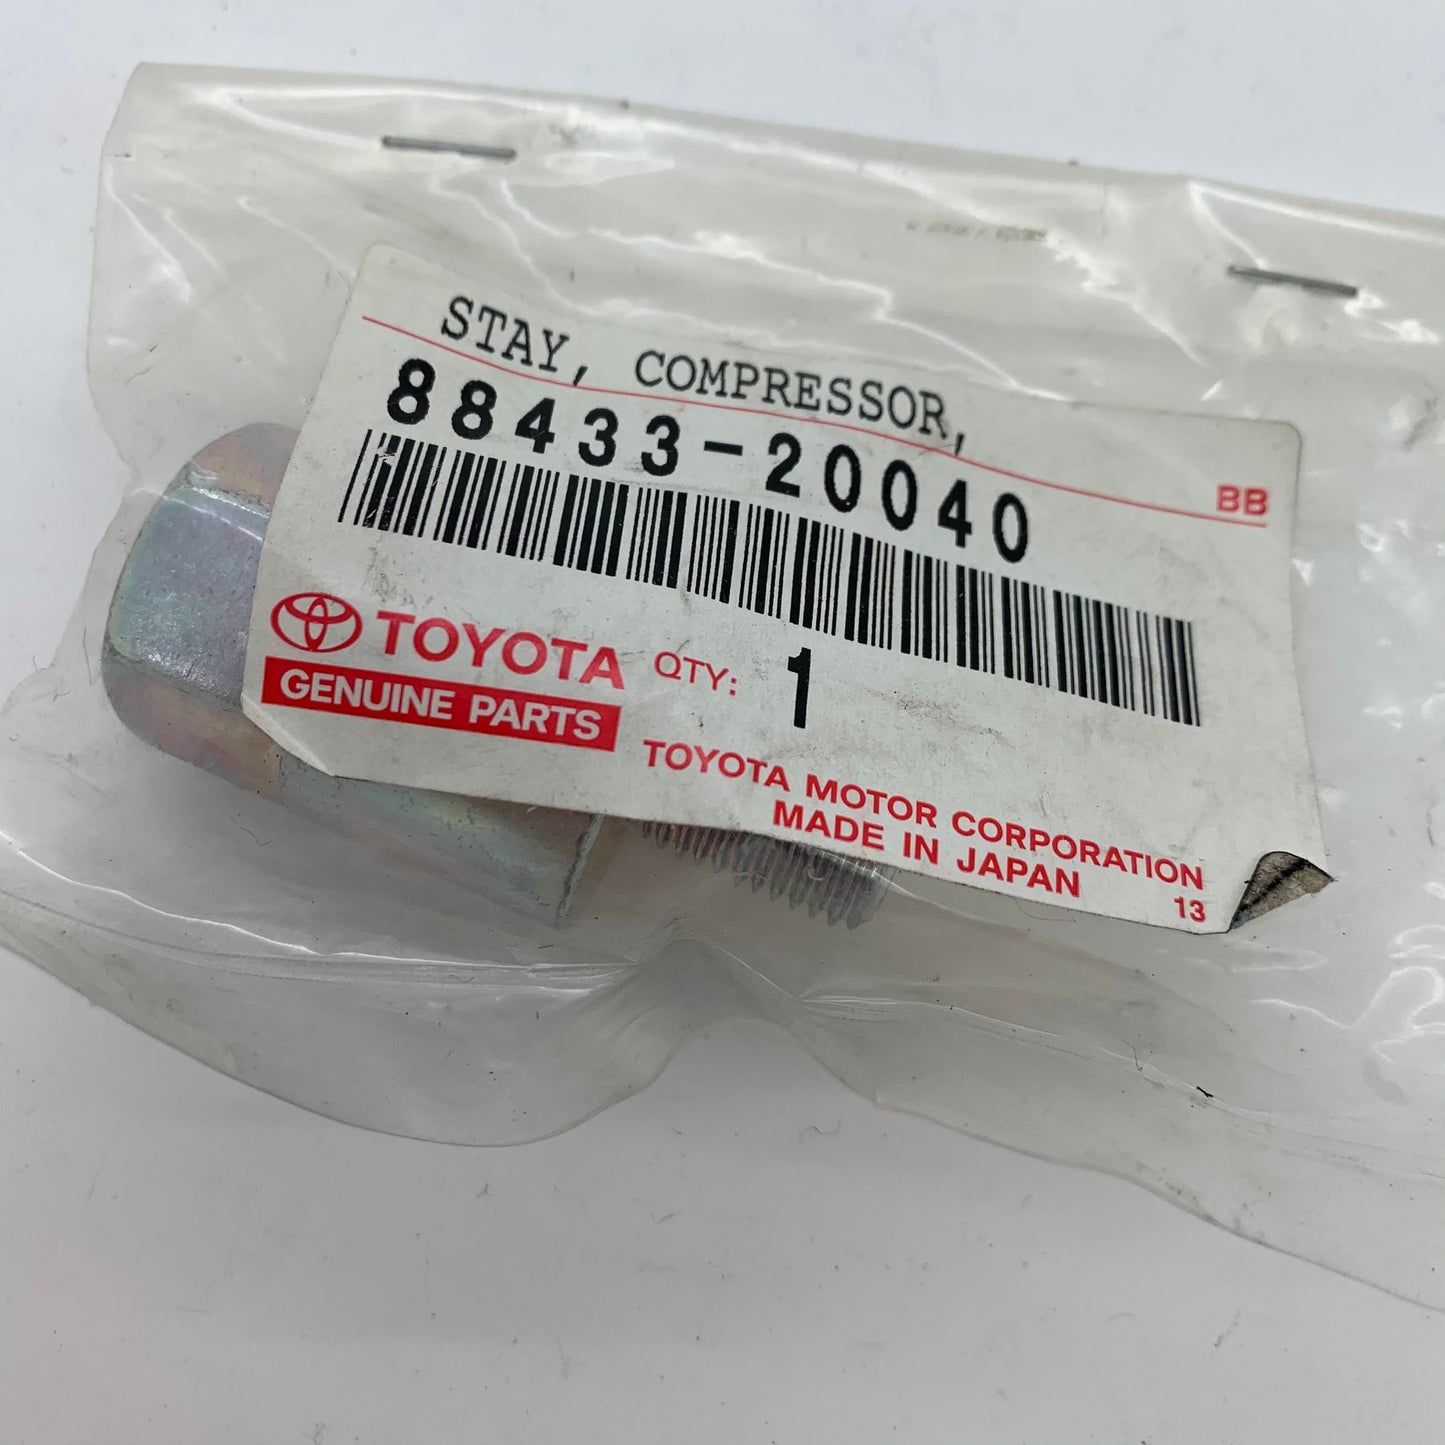 STAY, COMPRESSOR,
88433-20040
BB
TOYOTA QTY: 1
GENUINE PARTS
TOYOTA MOTOR CORPORATION
MADE IN JAPAN 13